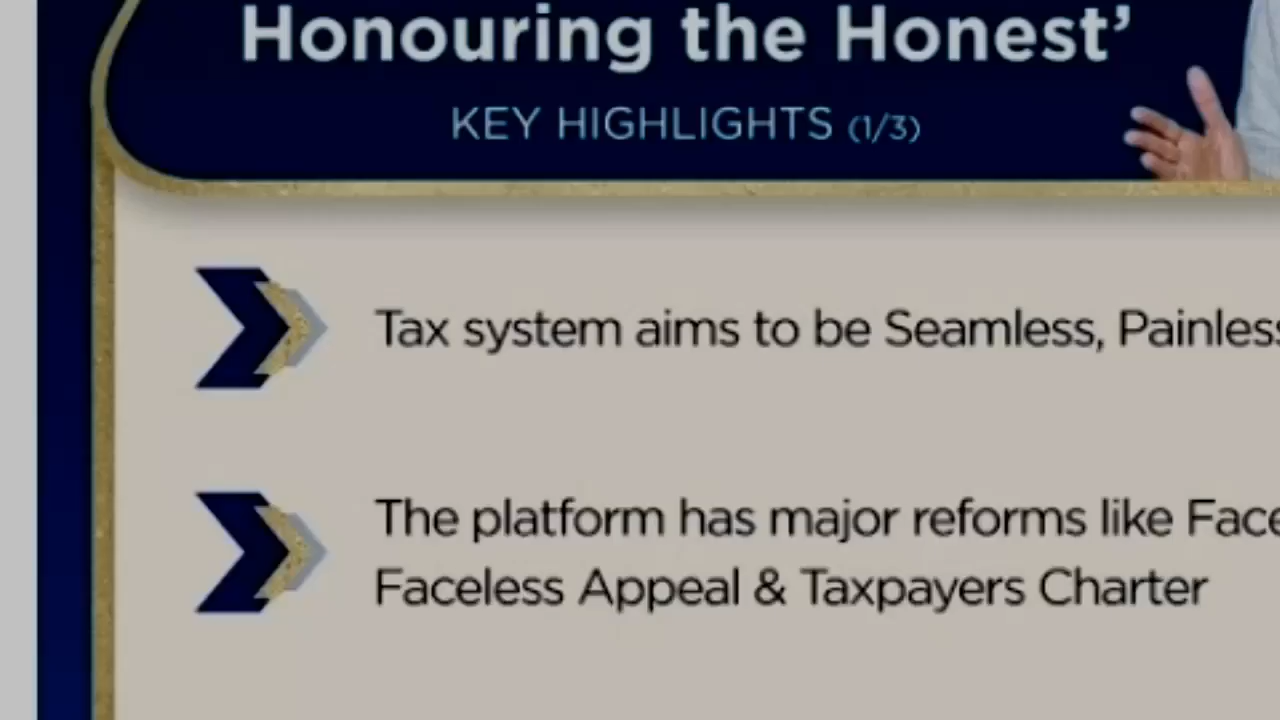 Honouring the Honest’
KEY HIGHLIGHTS (1/3)
Tax system aims to be Seamless, Painless
The platform has major reforms like
Faceless Appeal & Taxpayers Charter